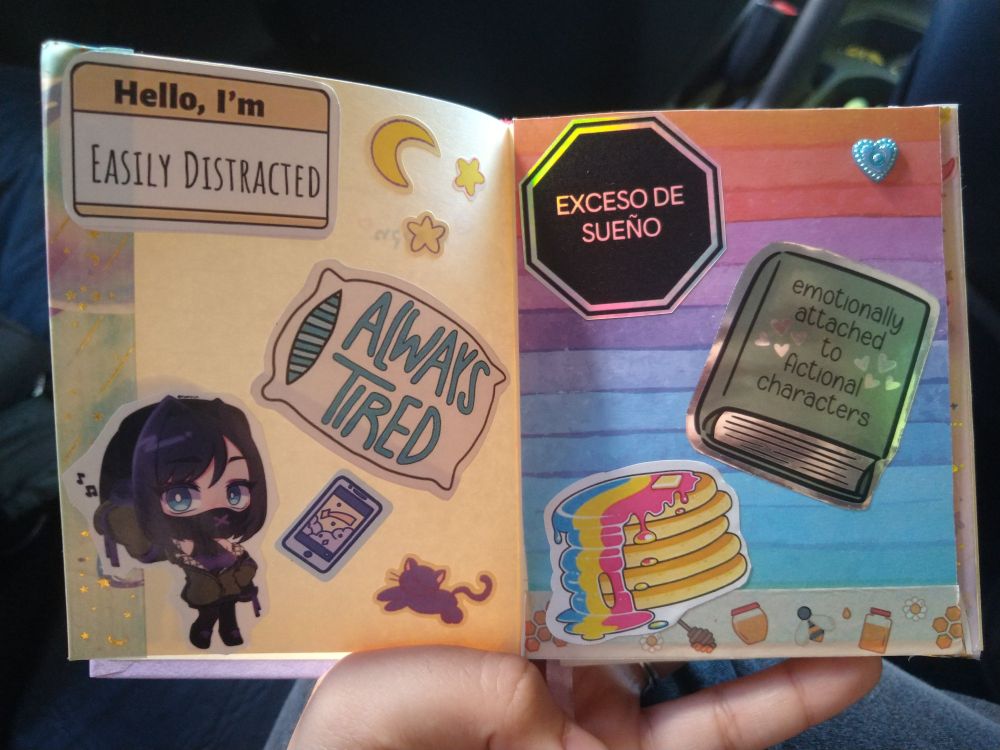 Hello, I'm
EASILY DISTRACTED
ALWAYS
TIRED
EXCESO DE
SUEÑO
emotionally
attached
to
fictional
characters